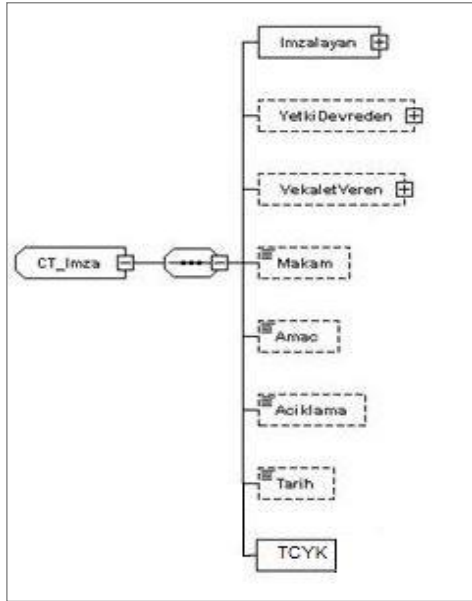 Imzalayan
YetkiDevreden
VekaletVeren
CT_Imza
Makam
Amac
Aciklama
Tarih
TCYK